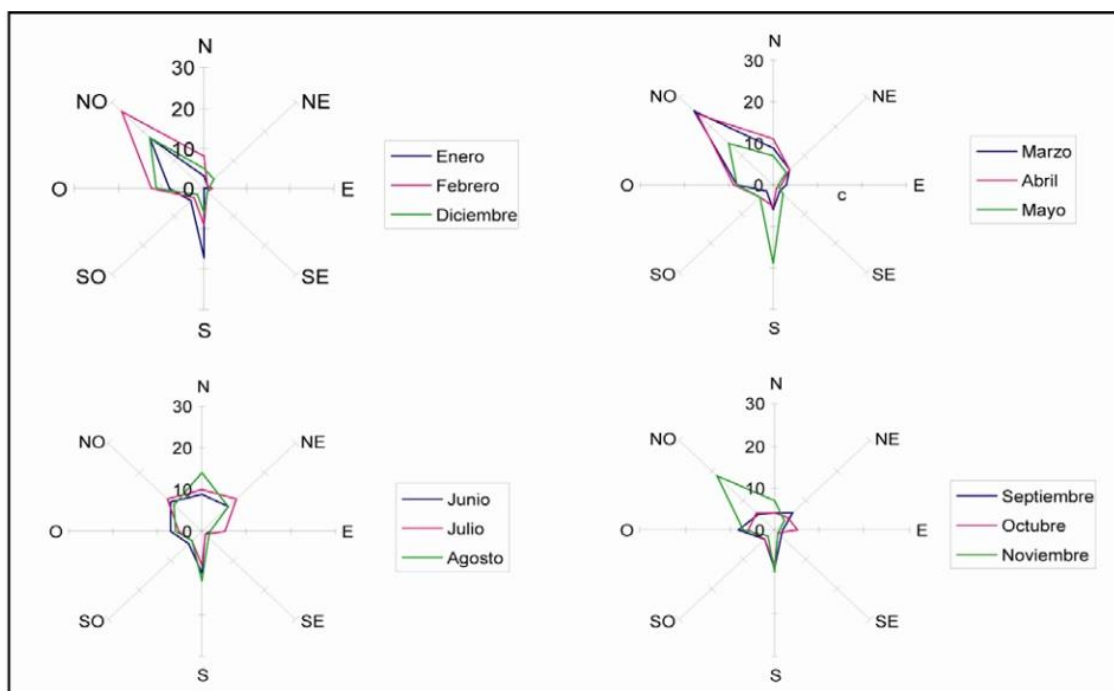 N
30
NO
NE
20
10
Enero
Febrero
Diciembre
O
0
E
SO
SE
S
N
30
NO
NE
20
10
Marzo
Abril
Mayo
O
0
E
c
SO
SE
S
N
30
NO
NE
20
10
Junio
Julio
Agosto
O
0
E
SO
SE
S
N
30
NO
NE
20
10
Septiembre
Octubre
Noviembre
O
0
E
SO
SE
S